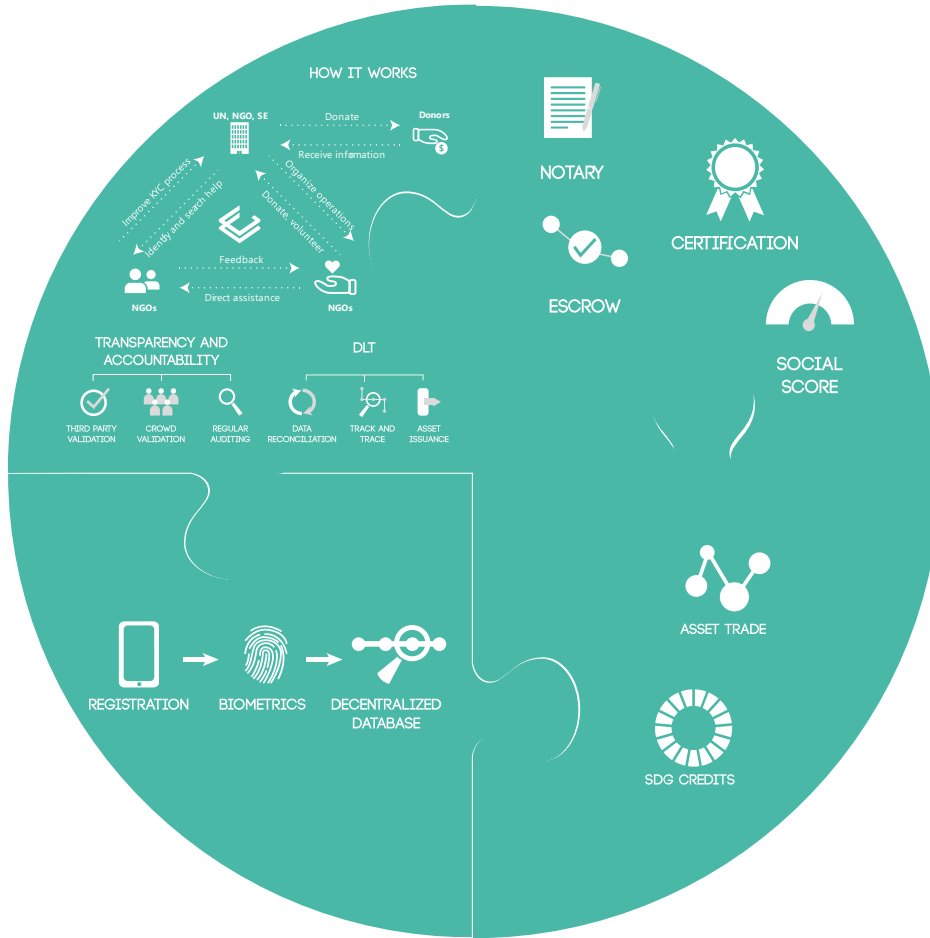 HOW IT WORKS
UN, NGO, SE
Donate
Donors
$
Receive infomation
Improve KYC process
Identify and search help
Organize operations
Donate, volunteer
Feedback
Direct assistance
NGOs
NGOs
TRANSPARENCY AND
ACCOUNTABILITY
DLT
THIRD PARTY
VALIDATION
CROWD
VALIDATION
REGULAR
AUDITING
DATA
RECONCILIATION
TRACK AND
TRACE
ASSET
ISSUANCE
NOTARY
CERTIFICATION
ESCROW
SOCIAL
SCORE
REGISTRATION
BIOMETRICS
DECENTRALIZED
DATABASE
ASSET TRADE
SDG CREDITS